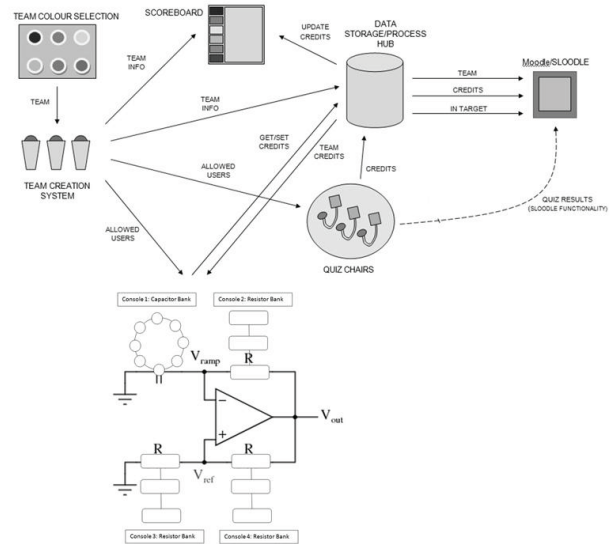 TEAM COLOUR SELECTION
SCOREBOARD
UPDATE
CREDITS
DATA
STORAGE/PROCESS
HUB
Moodle/SLOODLE
TEAM
INFO
TEAM
CREDITS
IN TARGET
TEAM
TEAM
INFO
GET/SET
CREDITS
TEAM
CREDITS
CREDITS
ALLOWED
USERS
TEAM CREATION
SYSTEM
QUIZ RESULTS
(SLOODLE FUNCTIONALITY)
ALLOWED
USERS
QUIZ CHAIRS
Console 1: Capacitor Bank
Console 2: Resistor Bank
Vramp
R
−
+
Vout
R
R
Vref
Console 3: Resistor Bank
Console 4: Resistor Bank